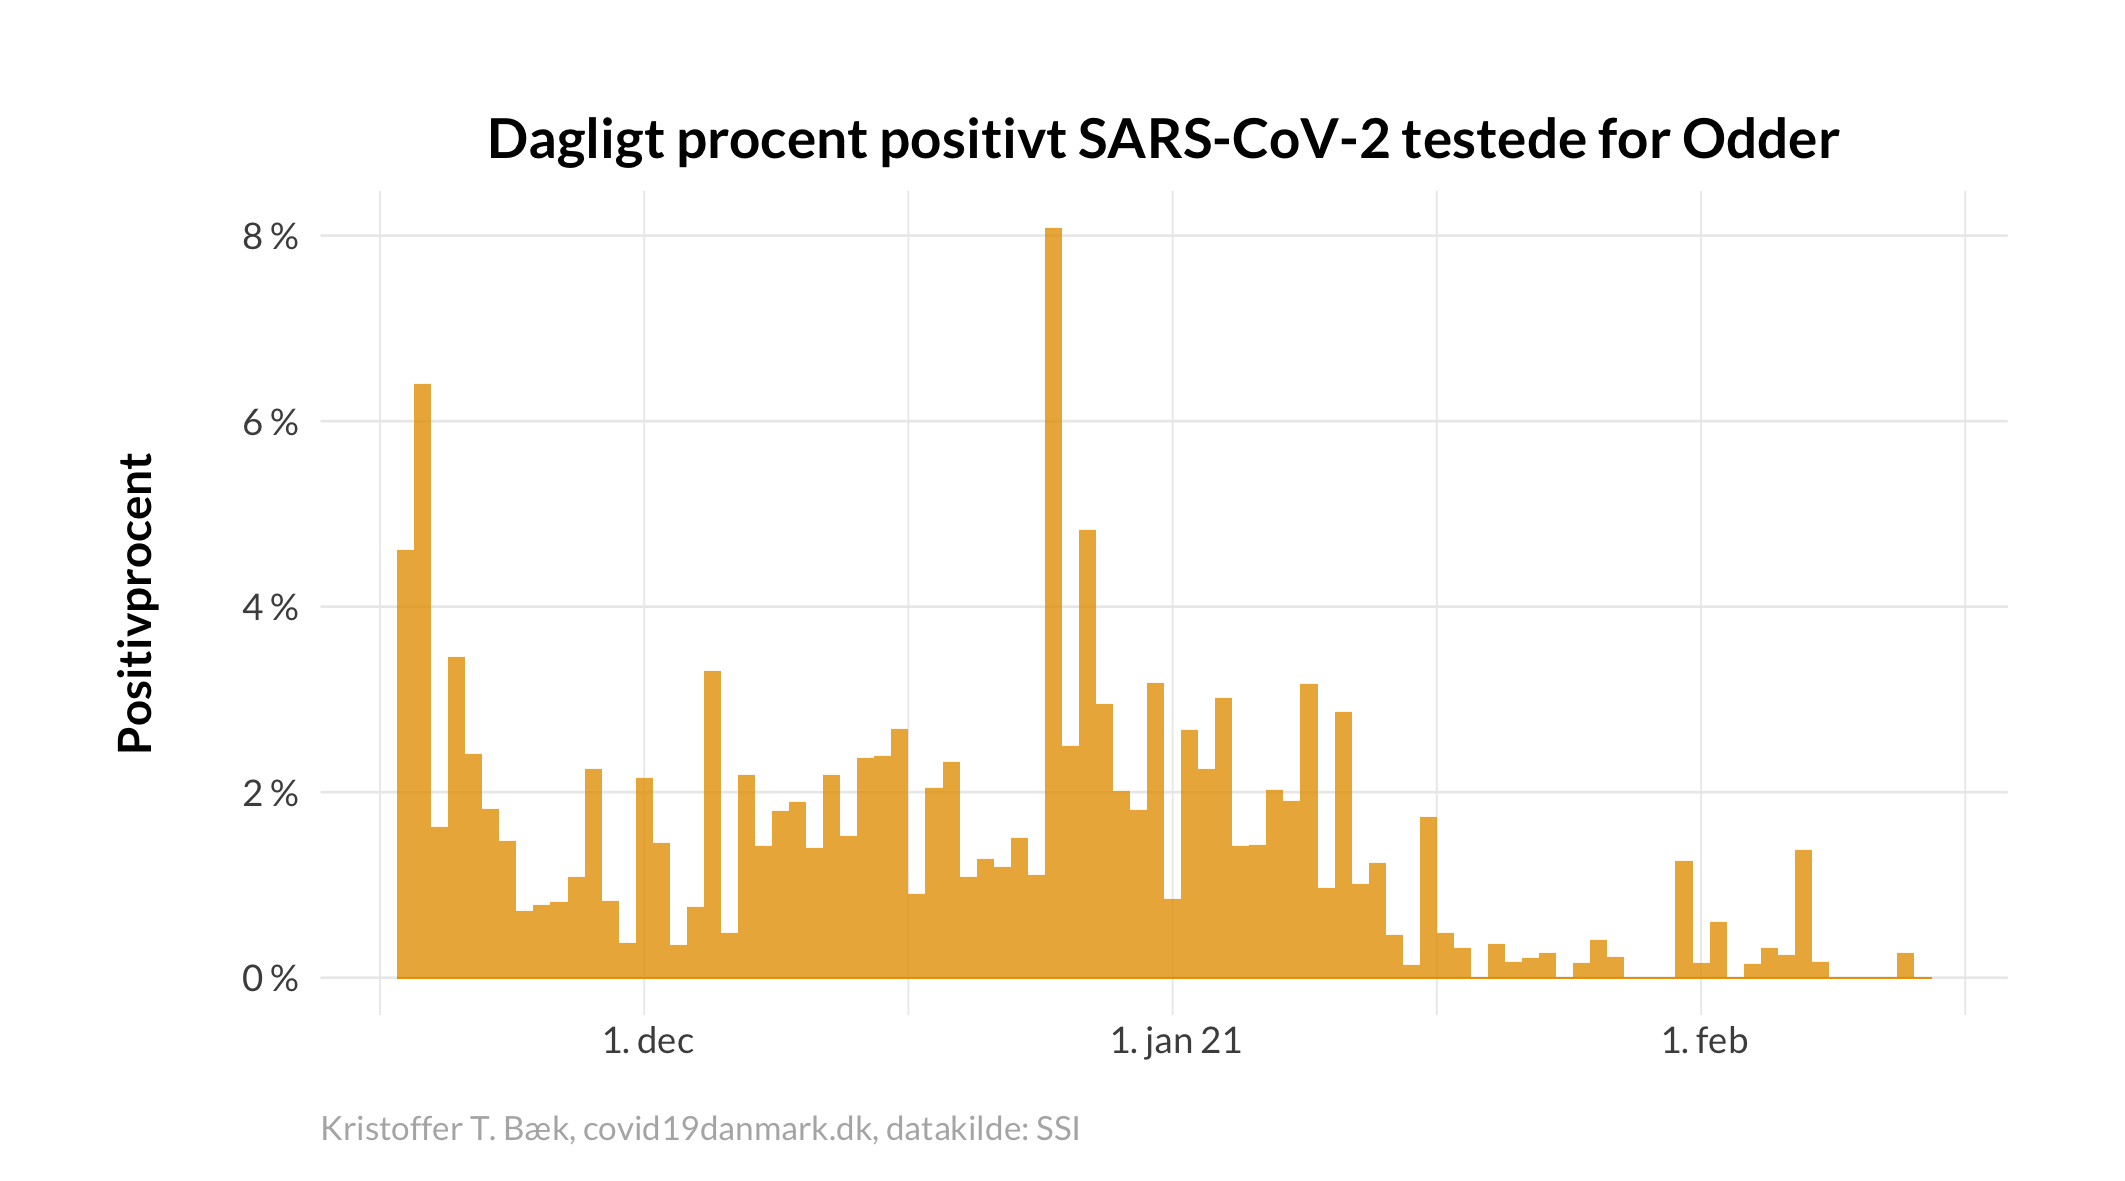 Dagligt procent positivt SARS-CoV-2 testede for Odder
Positivprocent
8 %
6 %
4 %
2 %
0 %
1. dec
1. jan 21
1. feb
Kristoffer T. Bæk, covid19danmark.dk, datakilde: SSI